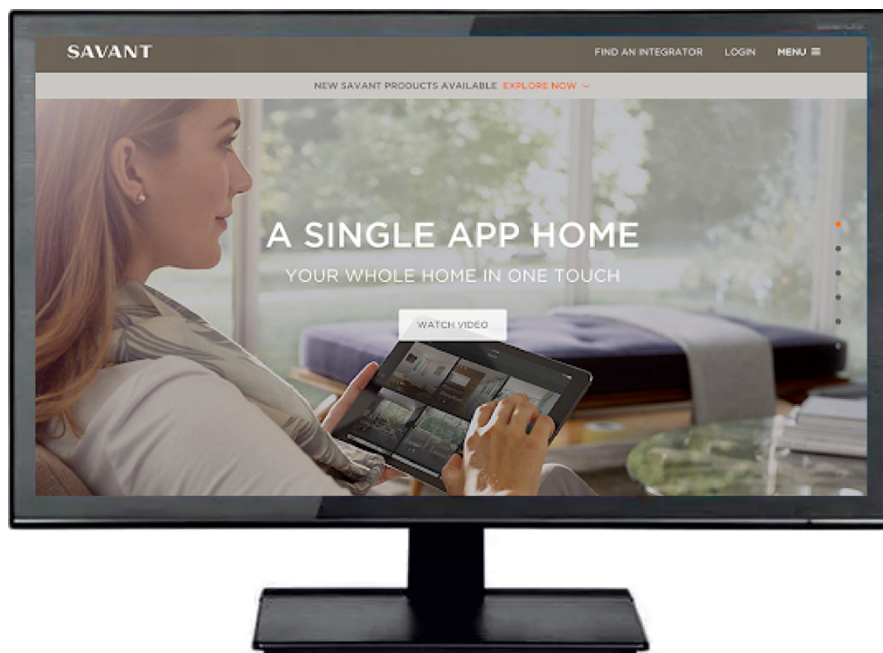 SAVANT
FIND AN INTEGRATOR LOGIN MENU
NEW SAVANT PRODUCTS AVAILABLE EXPLORE NOW
A SINGLE APP HOME
YOUR WHOLE HOME IN ONE TOUCH
WATCH VIDEO